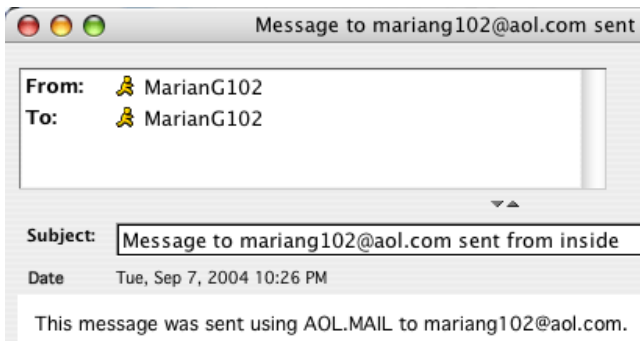 Message to mariang102@aol.com sent
From: MarianG102
To: MarianG102
Subject: Message to mariang102@aol.com sent from inside
Date Tue, Sep 7, 2004 10:26 PM
This message was sent using AOL.MAIL to mariang102@aol.com.